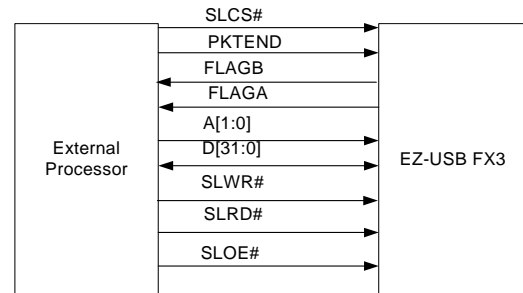 SLCS#
PKTEND
FLAGB
FLAGA
A[1:0]
D[31:0]
SLWR#
SLRD#
SLOE#
External
Processor
EZ-USB FX3